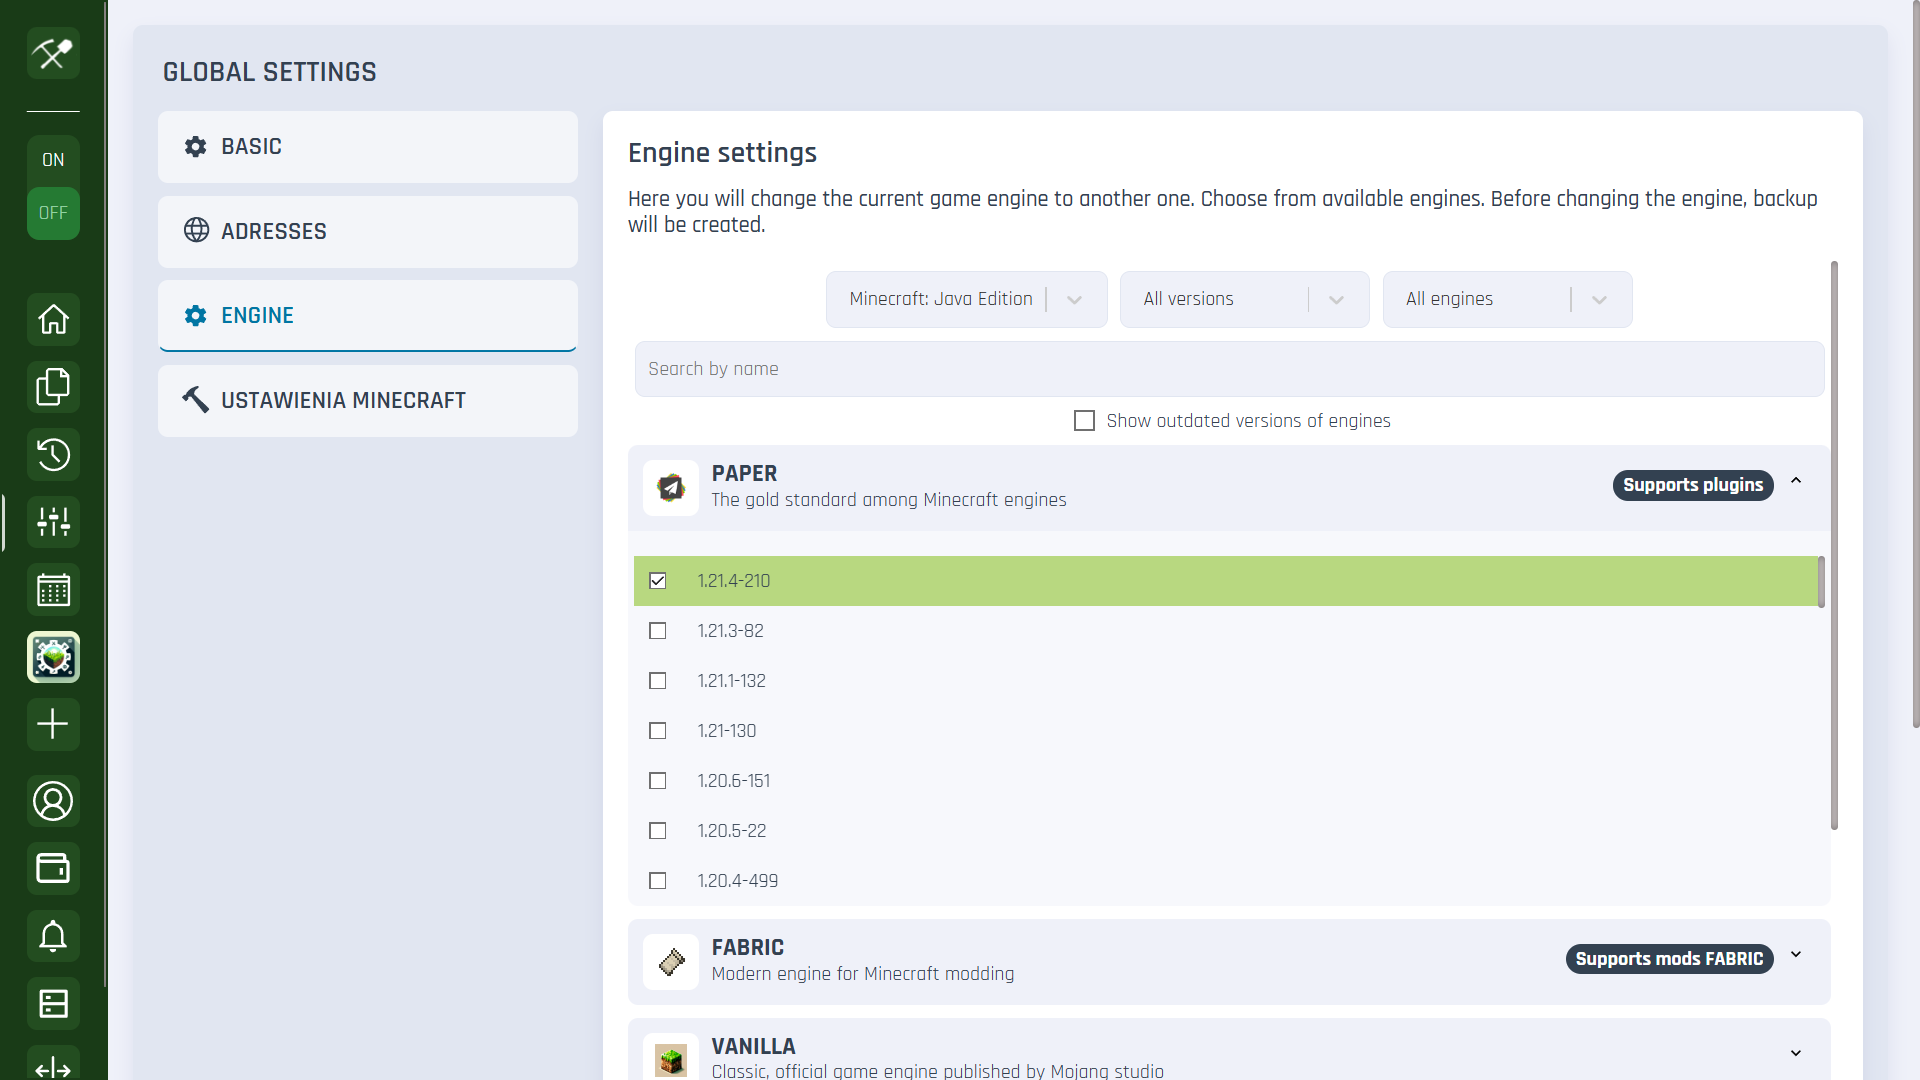 GLOBAL SETTINGS
ON
OFF
BASIC
ADRESSES
ENGINE
USTAWIENIA MINECRAFT
Engine settings
Here you will change the current game engine to another one. Choose from available engines. Before changing the engine, backup
will be created.
Minecraft: Java Edition
All versions
All engines
Search by name
Show outdated versions of engines
PAPER
The gold standard among Minecraft engines
Supports plugins
1.21.4-210
1.21.3-82
1.21.1-132
1.21-130
1.20.6-151
1.20.5-22
1.20.4-499
FABRIC
Modern engine for Minecraft modding
Supports mods FABRIC
VANILLA
Classic, official game engine published by Mojang studio